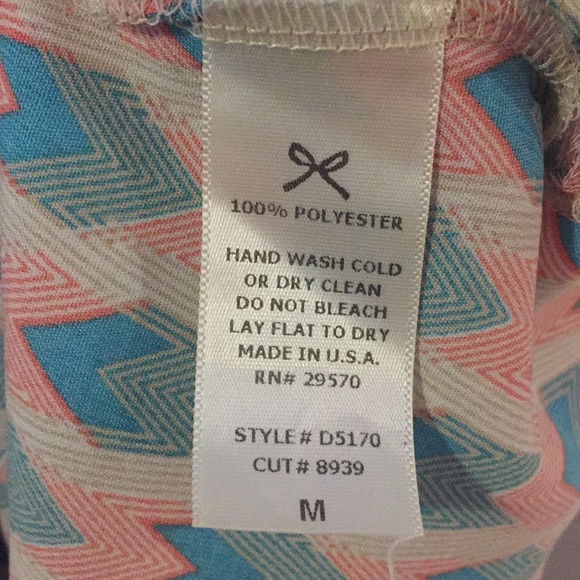 100% POLYESTER
HAND WASH COLD
OR DRY CLEAN
DO NOT BLEACH
LAY FLAT TO DRY
MADE IN U.S.A.
RN# 29570
STYLE# D5170
CUT# 8939
M